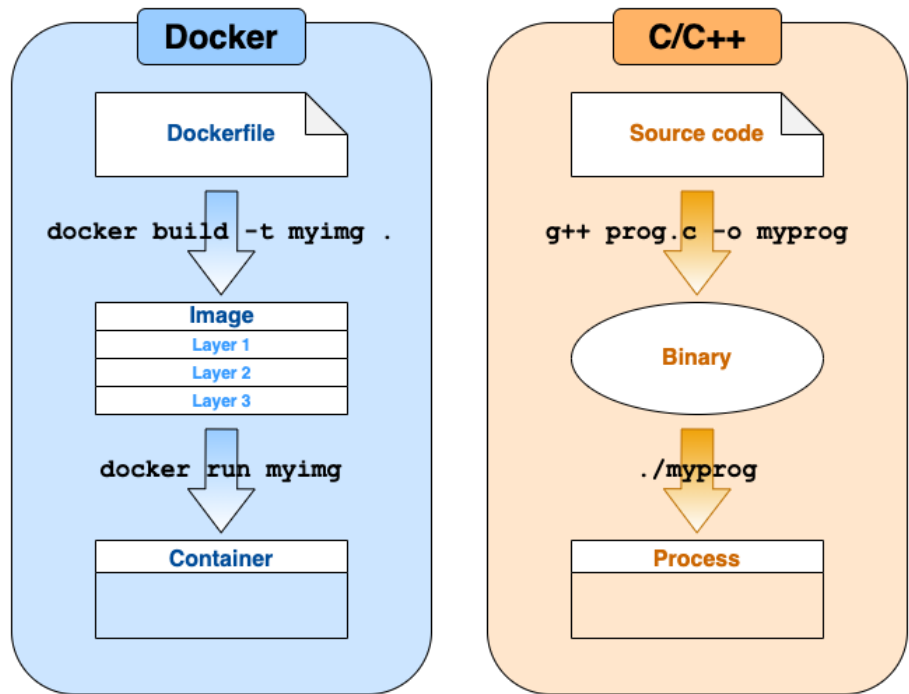 Docker
Dockerfile
docker build -t myimg .
Image
Layer 1
Layer 2
Layer 3
docker run myimg
Container
C/C++
Source code
g++ prog.c -o myprog
Binary
./myprog
Process